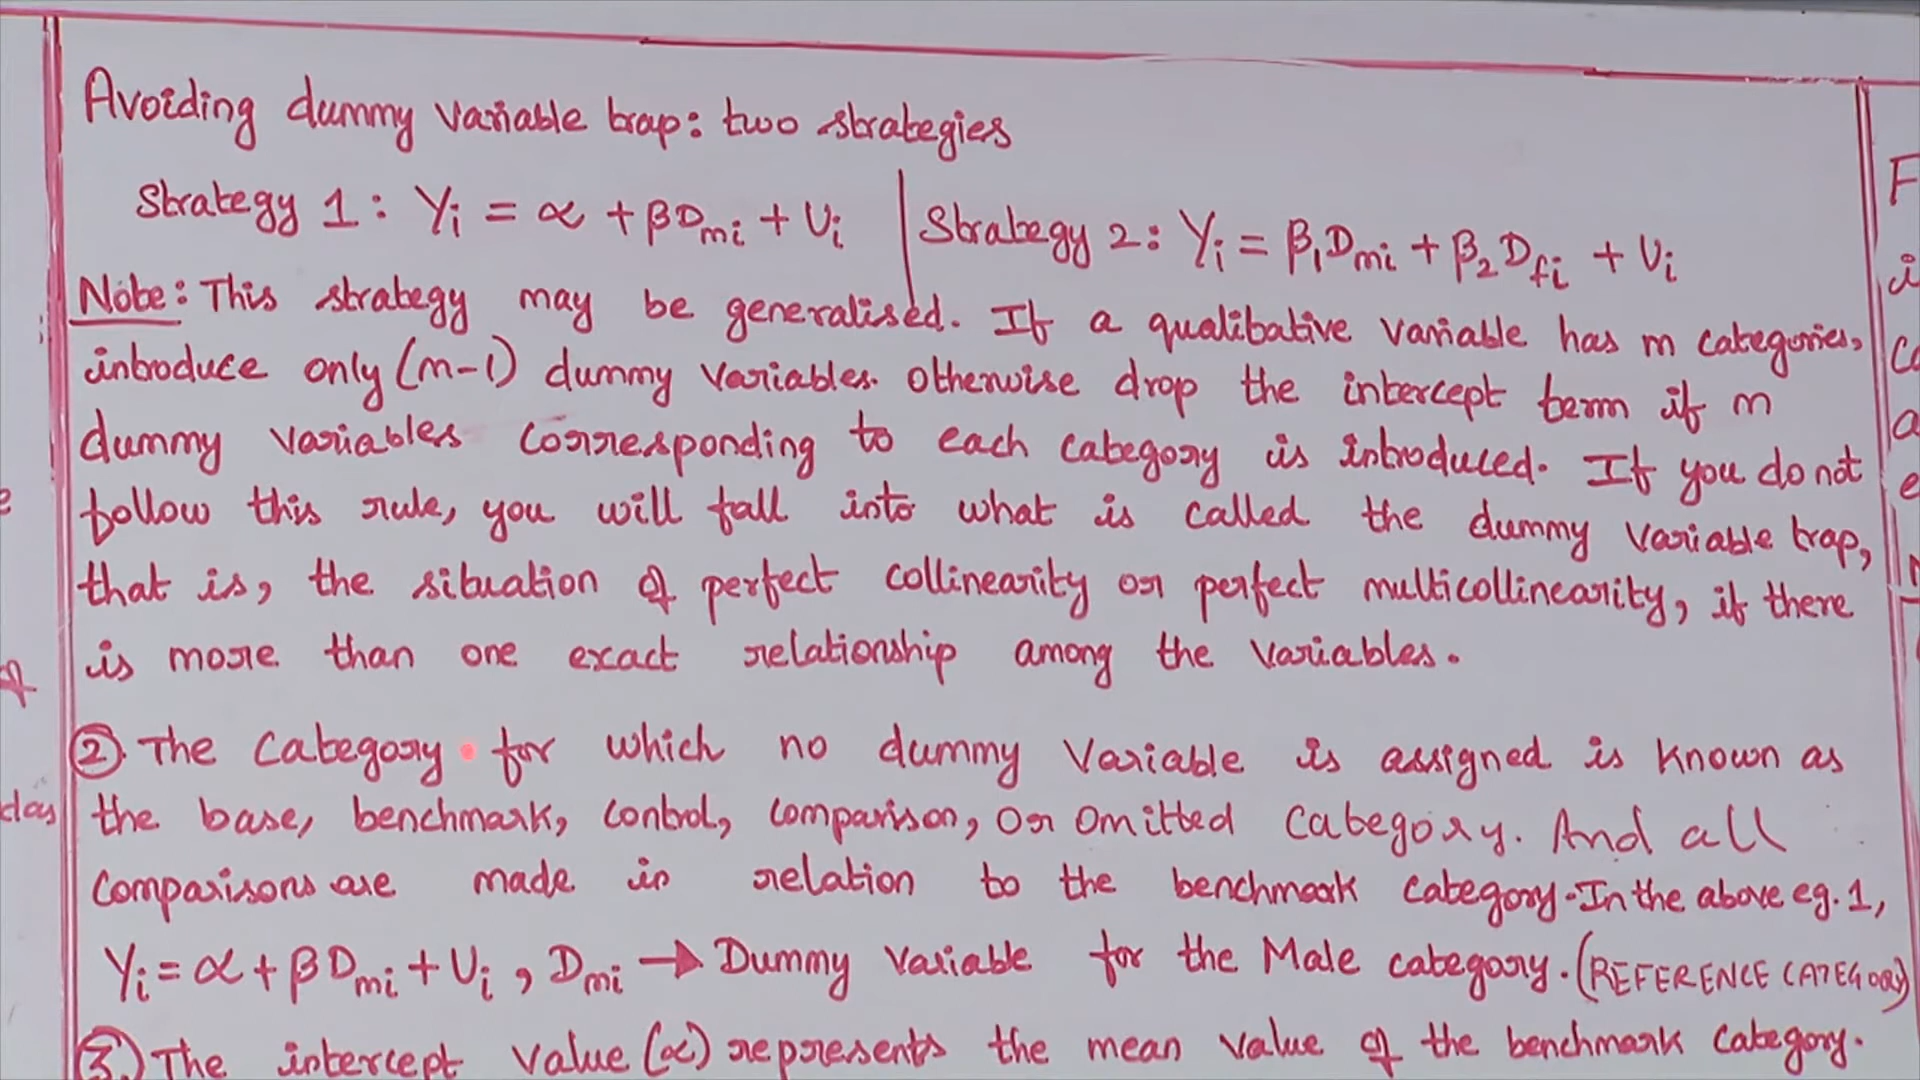 Avoiding dummy variable trap: two strategies
Strategy 1: Yi = α + βDmi + Ui
Strategy 2: Yi = β1Dmi + β2Dfi + Ui
Note: This strategy may be generalised. If a qualitative variable has m categories,
introduce only (m-1) dummy variables. Otherwise drop the intercept term if m
dummy variables corresponding to each category is introduced. If you do not
follow this rule, you will fall into what is called the dummy variable trap,
that is, the situation of perfect collinearity or perfect multicollinearity, if there
is more than one exact relationship among the variables.
② The category for which no dummy variable is assigned is known as
the base, benchmark, control, comparison, or omitted category. And all
comparisons are made in relation to the benchmark category. In the above eg. 1,
Yi = α + βDmi + Ui, Dmi → Dummy variable for the Male category. (REFERENCE CATEGORY)
③ The intercept value (α) represents the mean value of the benchmark category.